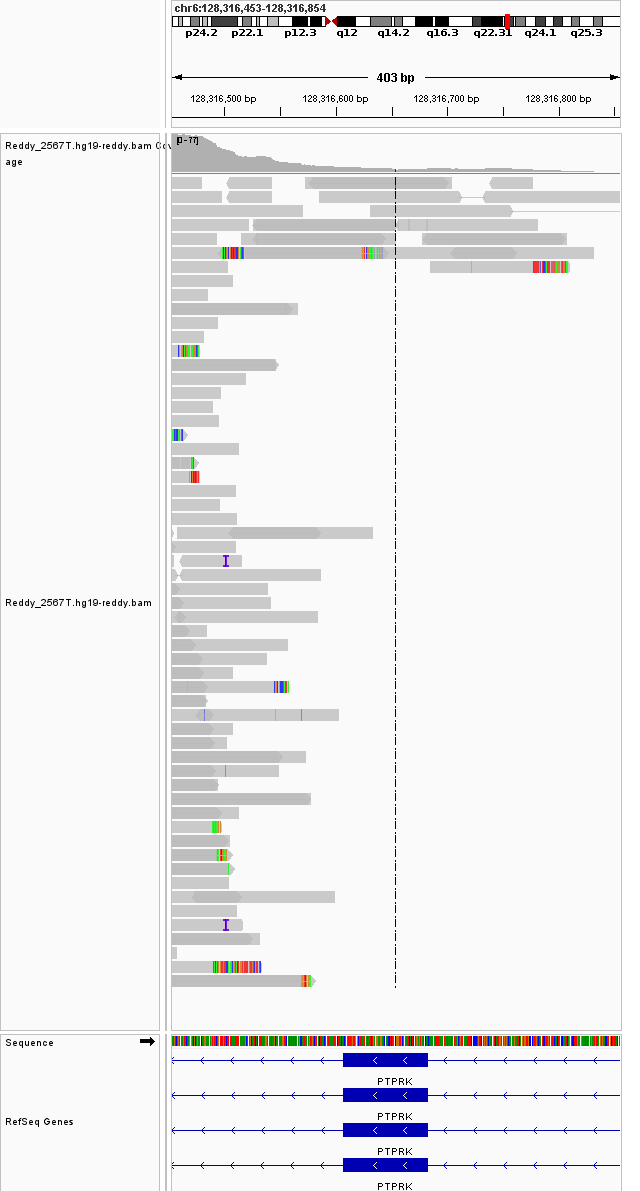 chr6:128,316,453-128,316,854
p24.2 p22.1 p12.3 q12 q14.2 q16.3 q22.31 q24.1 q25.3
403 bp
128,316,500 bp 128,316,600 bp 128,316,700 bp 128,316,800 bp
Reddy_2567T.hg19-reddy.bam Cov
age
[0 - 77]
Reddy_2567T.hg19-reddy.bam
Sequence
RefSeq Genes
PTPRK
PTPRK
PTPRK
PTPRK